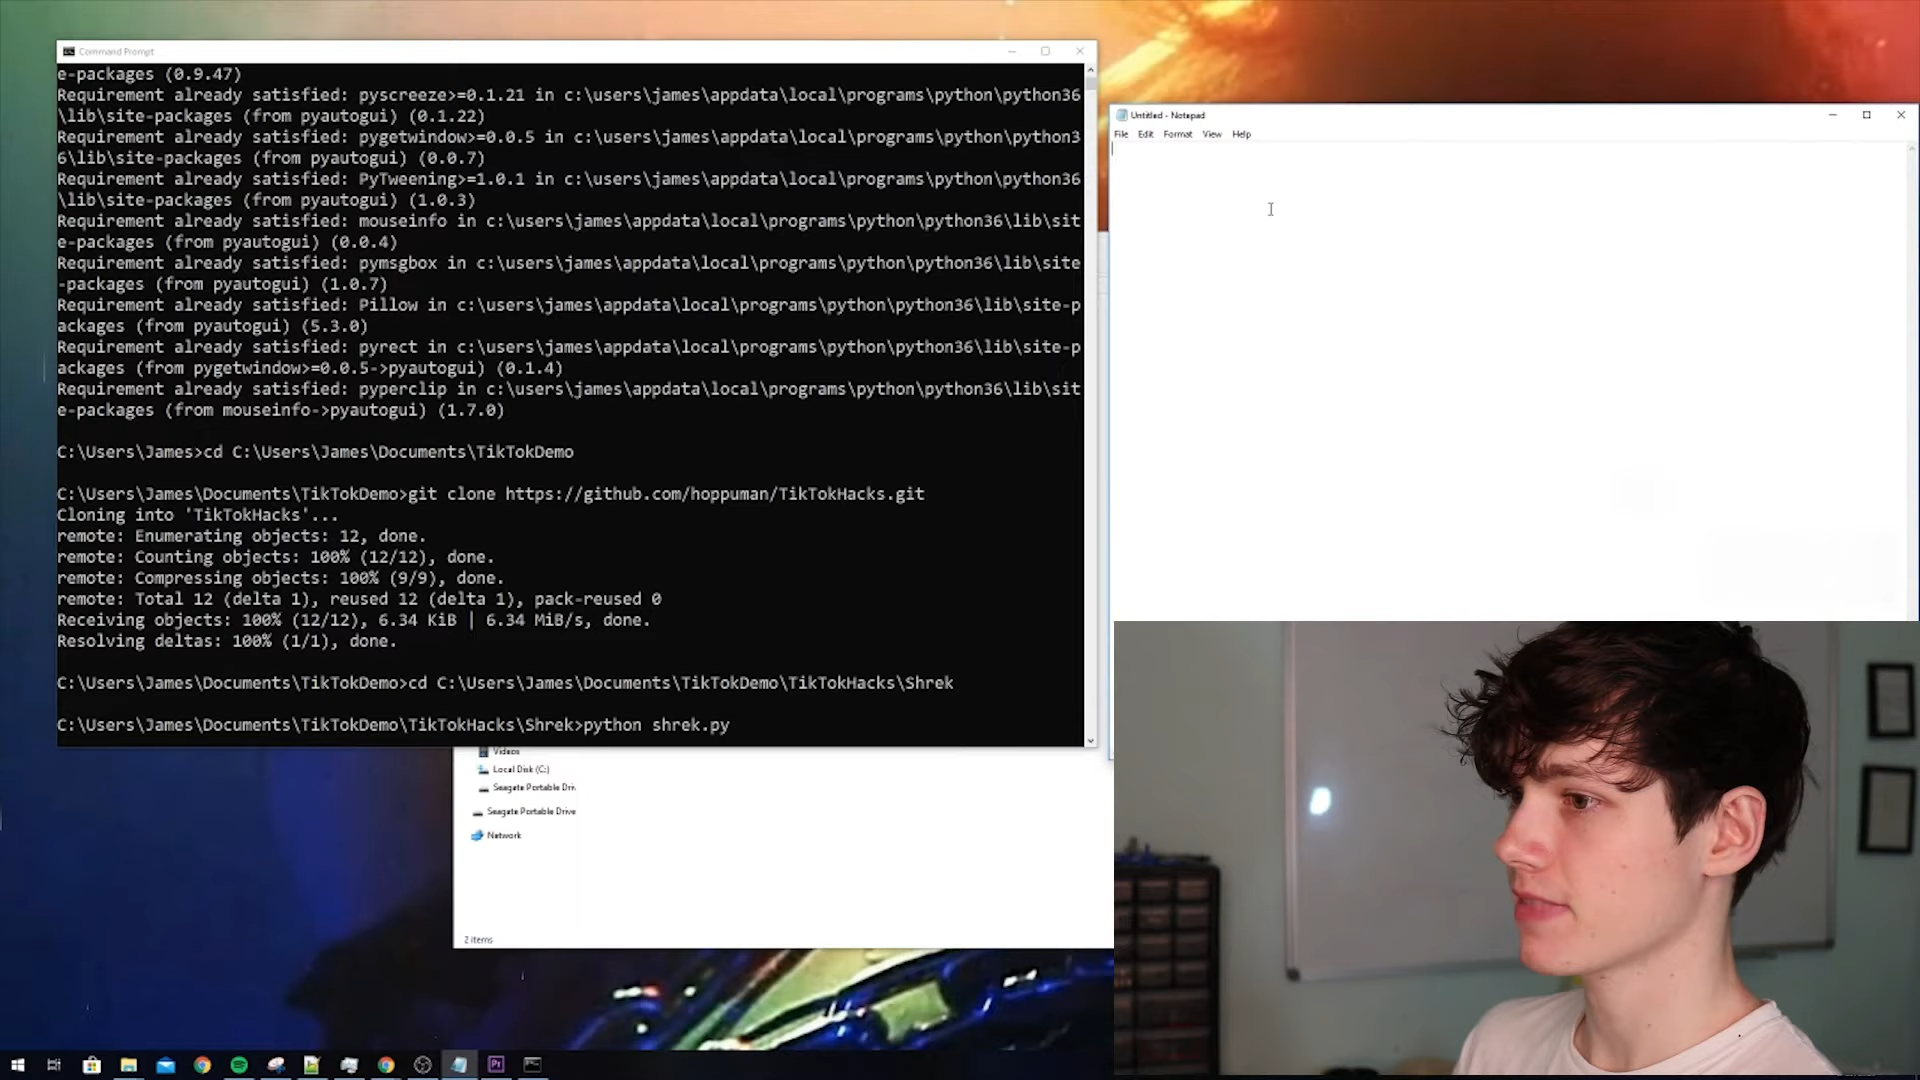 Command Prompt
e-packages (0.9.47)
Requirement already satisfied: pyscreeze>=0.1.21 in c:\users\james\appdata\local\programs\python\python36
\lib\site-packages (from pyautogui) (0.1.22)
Requirement already satisfied: pygetwindow>=0.0.5 in c:\users\james\appdata\local\programs\python\python3
6\lib\site-packages (from pyautogui) (0.0.7)
Requirement already satisfied: PyTweening>=1.0.1 in c:\users\james\appdata\local\programs\python\python36
\lib\site-packages (from pyautogui) (1.0.3)
Requirement already satisfied: mouseinfo in c:\users\james\appdata\local\programs\python\python36\lib\sit
e-packages (from pyautogui) (0.0.4)
Requirement already satisfied: pymsgbox in c:\users\james\appdata\local\programs\python\python36\lib\site
-packages (from pyautogui) (1.0.7)
Requirement already satisfied: Pillow in c:\users\james\appdata\local\programs\python\python36\lib\site-p
ackages (from pyautogui) (5.3.0)
Requirement already satisfied: pyrect in c:\users\james\appdata\local\programs\python\python36\lib\site-p
ackages (from pygetwindow>=0.0.5->pyautogui) (0.1.4)
Requirement already satisfied: pyperclip in c:\users\james\appdata\local\programs\python\python36\lib\sit
e-packages (from mouseinfo->pyautogui) (1.7.0)
C:\Users\James>cd C:\Users\James\Documents\TikTokDemo
C:\Users\James\Documents\TikTokDemo>git clone https://github.com/hoppuman/TikTokHacks.git
Cloning into 'TikTokHacks'...
remote: Enumerating objects: 12, done.
remote: Counting objects: 100% (12/12), done.
remote: Compressing objects: 100% (9/9), done.
remote: Total 12 (delta 1), reused 12 (delta 1), pack-reused 0
Receiving objects: 100% (12/12), 6.34 KiB | 6.34 MiB/s, done.
Resolving deltas: 100% (1/1), done.
C:\Users\James\Documents\TikTokDemo>cd C:\Users\James\Documents\TikTokDemo\TikTokHacks\Shrek
C:\Users\James\Documents\TikTokDemo\TikTokHacks\Shrek>python shrek.py
Untitled - Notepad
File Edit Format View Help
Videos
Local Disk (C:)
Seagate Portable Driv
Seagate Portable Drive
Network
2 items
Pr